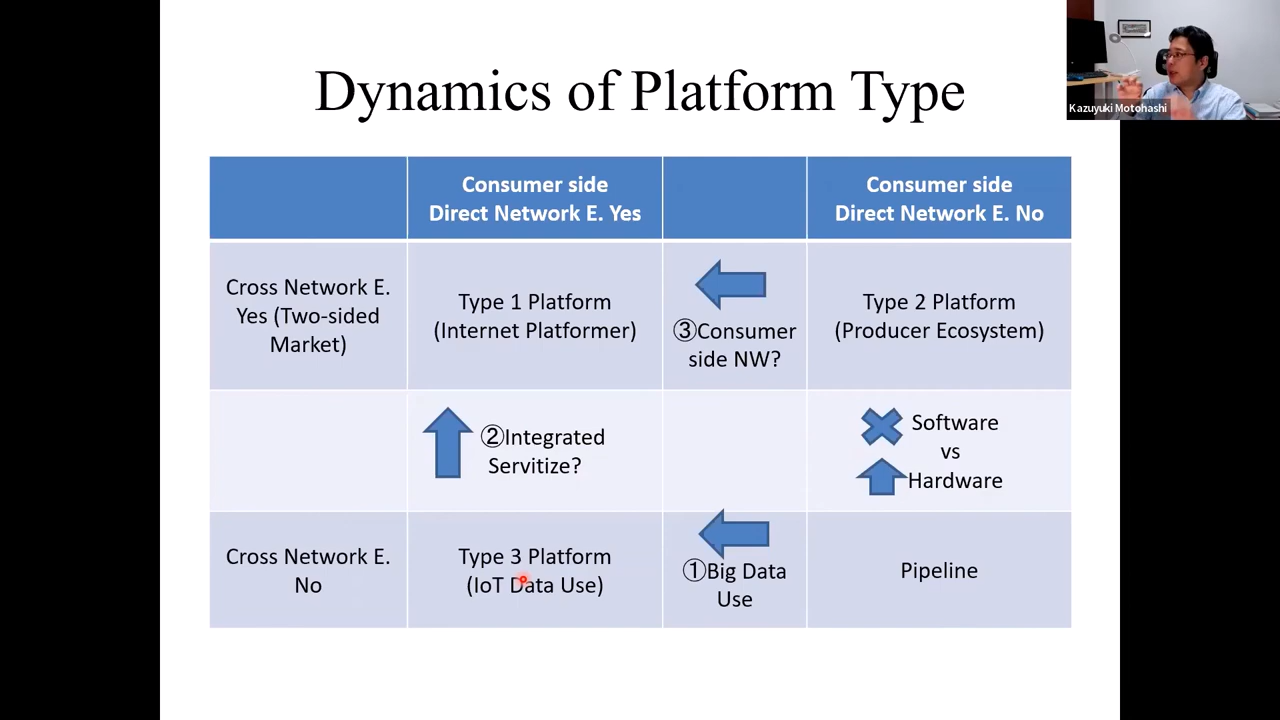 Dynamics of Platform Type
Kazuyuki Motohashi
Consumer side
Direct Network E. Yes
Consumer side
Direct Network E. No
Cross Network E.
Yes (Two-sided
Market)
Type 1 Platform
(Internet Platformer)
③Consumer
side NW?
Type 2 Platform
(Producer Ecosystem)
②Integrated
Servitize?
Software
vs
Hardware
Cross Network E.
No
Type 3 Platform
(IoT Data Use)
①Big Data
Use
Pipeline